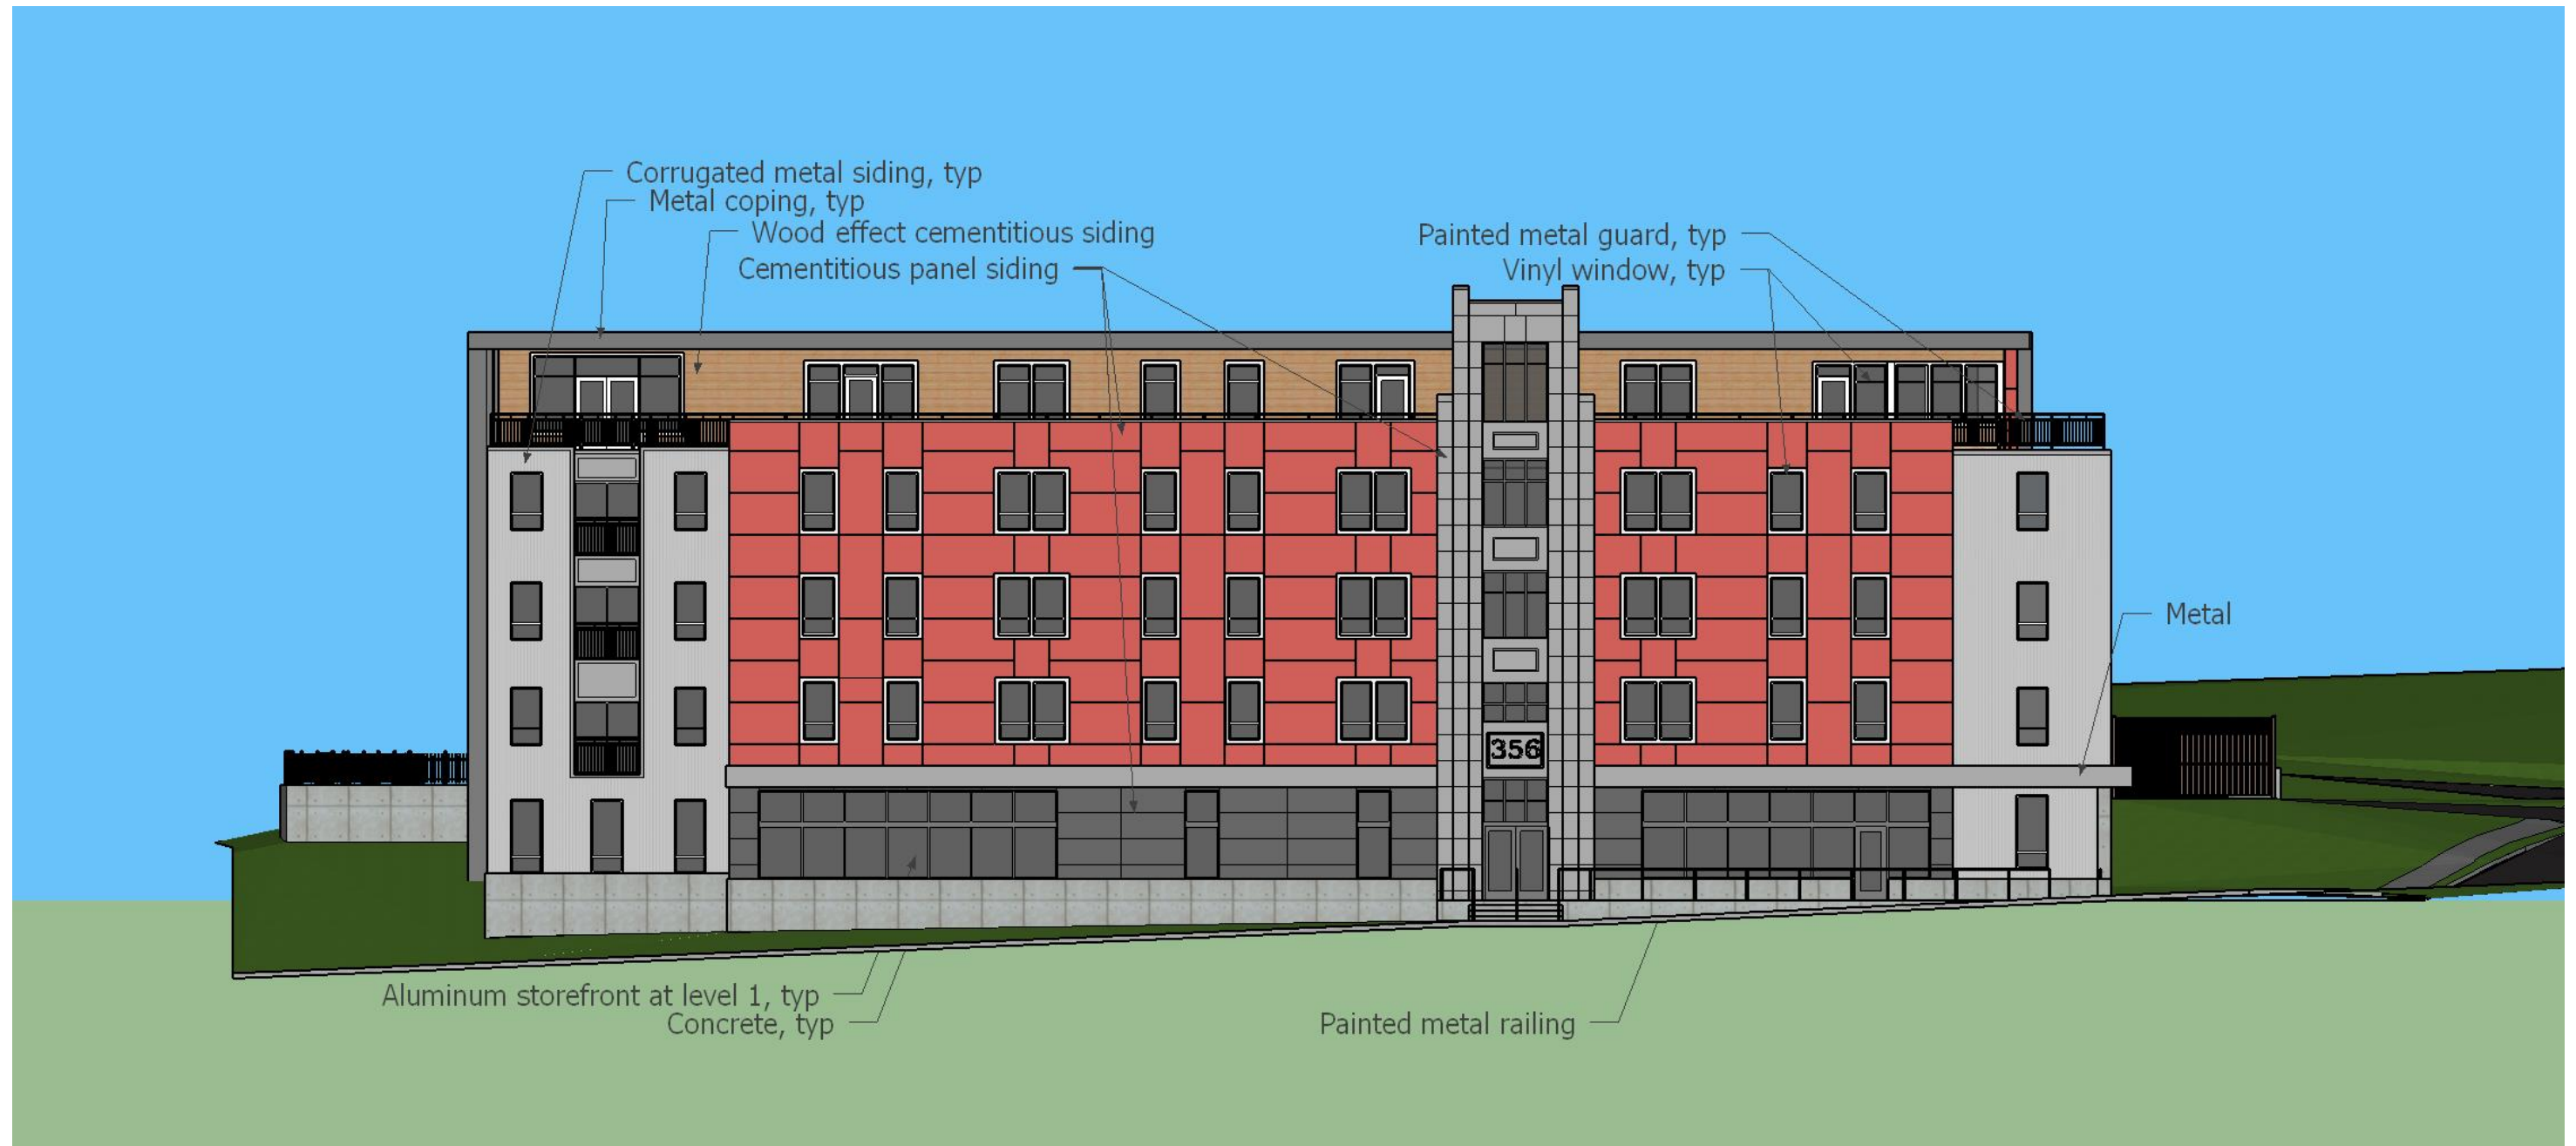 Corrugated metal siding, typ
Metal coping, typ
Wood effect cementitious siding
Cementitious panel siding
Painted metal guard, typ
Vinyl window, typ
Metal
356
Aluminum storefront at level 1, typ
Concrete, typ
Painted metal railing